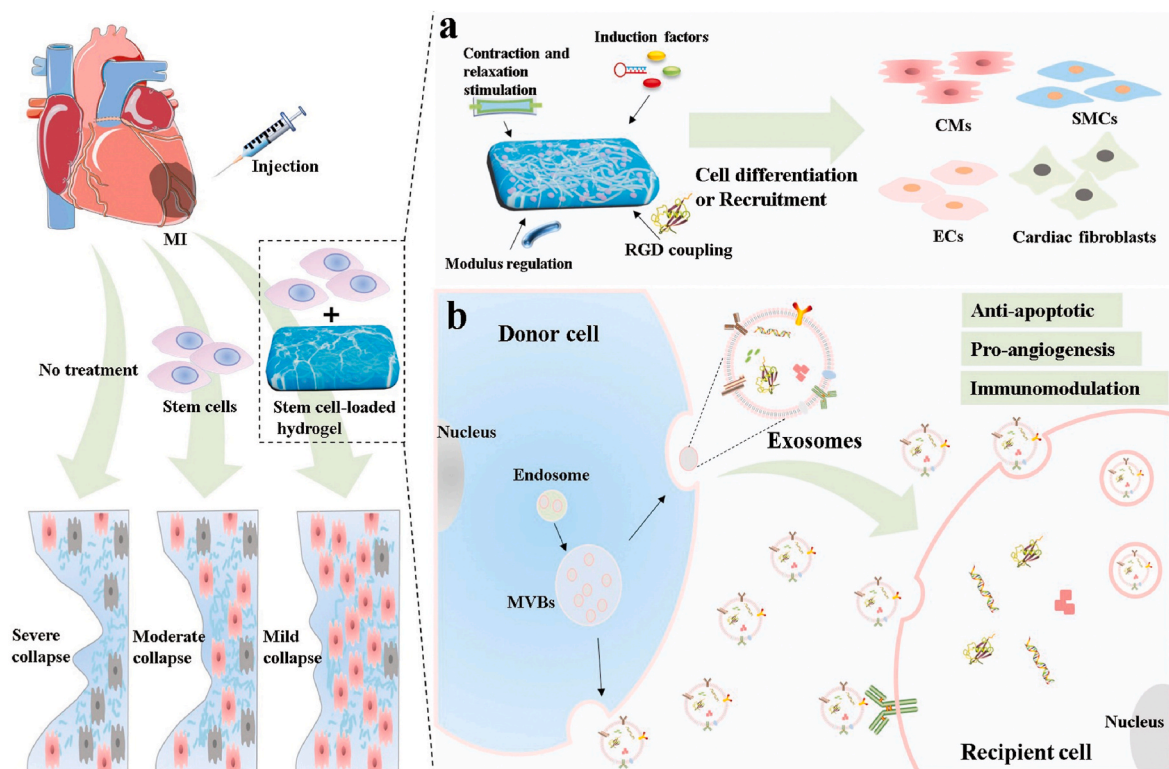 Injection
MI
No treatment
Stem cells
+
Stem cell-loaded
hydrogel
Severe
collapse
Moderate
collapse
Mild
collapse
a
Contraction and
relaxation
stimulation
Induction factors
Modulus regulation
RGD coupling
Cell differentiation
or Recruitment
CMs
SMCs
ECs
Cardiac fibroblasts
b
Donor cell
Nucleus
Endosome
MVBs
Exosomes
Anti-apoptotic
Pro-angiogenesis
Immunomodulation
Nucleus
Recipient cell